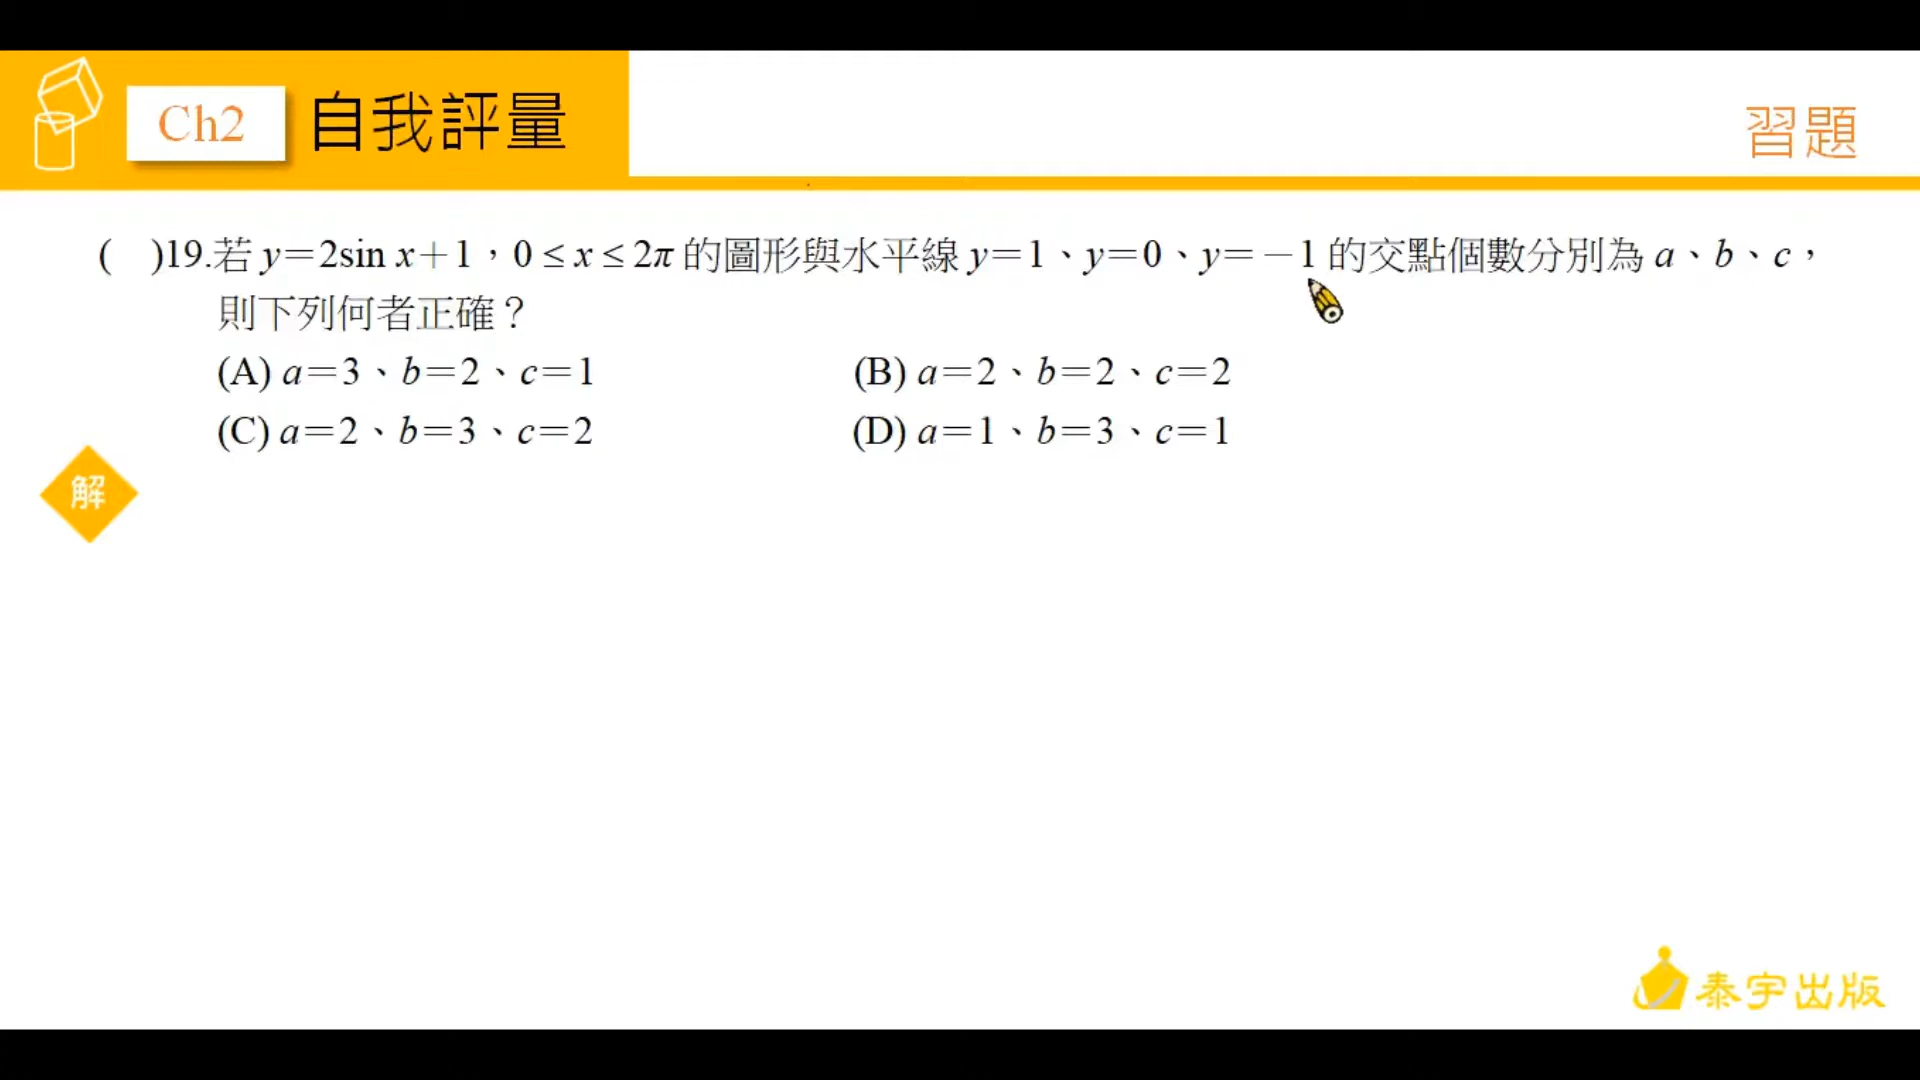 Ch2 自我評量
習題
( )19.若 y=2sin x+1,0≤x≤2π 的圖形與水平線 y=1、y=0、y=-1 的交點個數分別為 a、b、c,
則下列何者正確?
(A) a=3、b=2、c=1 (B) a=2、b=2、c=2
(C) a=2、b=3、c=2 (D) a=1、b=3、c=1
解
泰宇出版